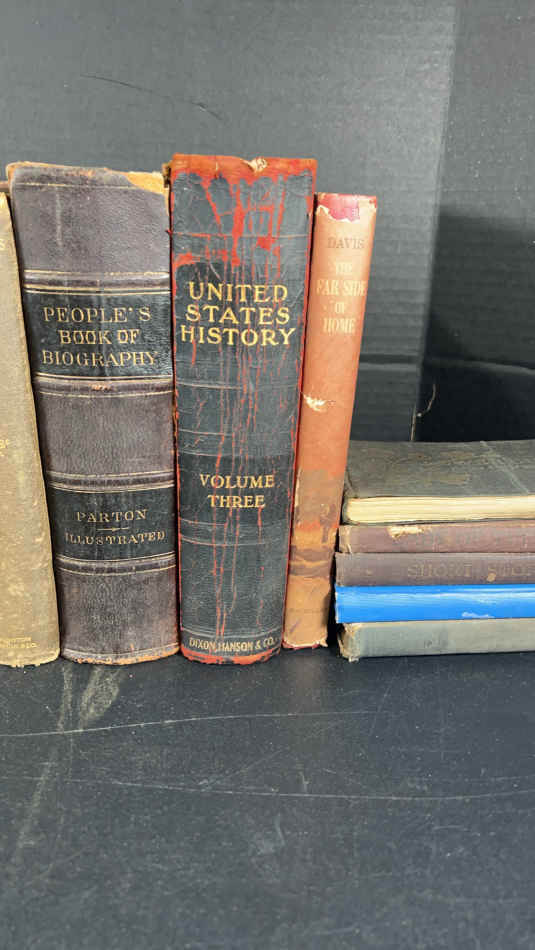 PEOPLE'S
BOOK OF
BIOGRAPHY
PARTON
ILLUSTRATED
UNITED
STATES
HISTORY
VOLUME
THREE
DIXON, HANSON & CO.
DAVIS
THE
FAR SIDE
OF
HOME
SHORT